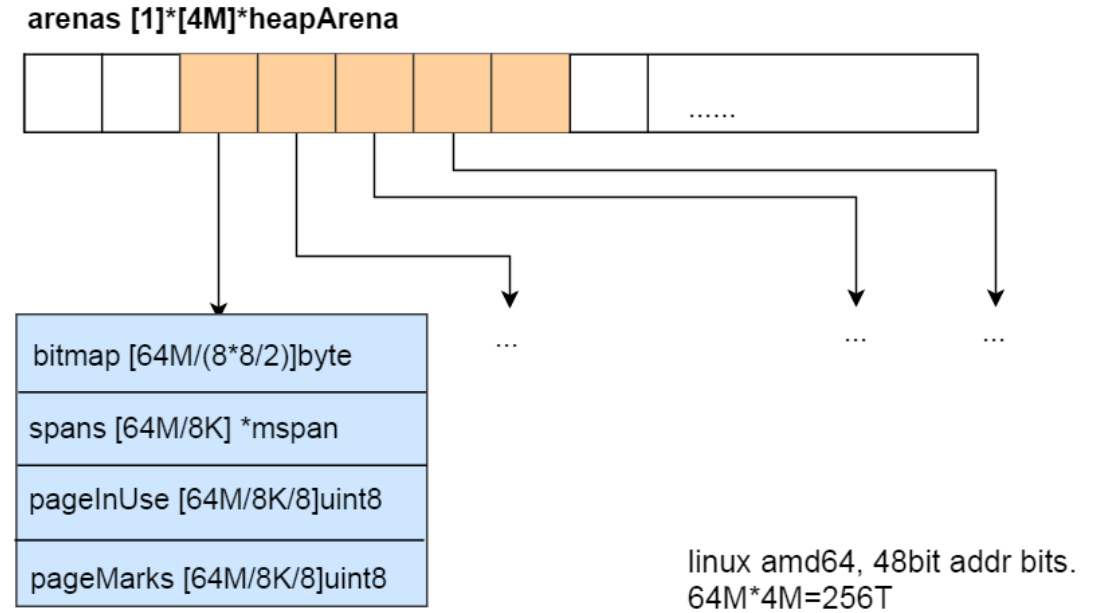 arenas [1]*[4M]*heapArena
......
bitmap [64M/(8*8/2)]byte
...
...
...
spans [64M/8K] *mspan
pageInUse [64M/8K/8]uint8
pageMarks [64M/8K/8]uint8
linux amd64, 48bit addr bits.
64M*4M=256T